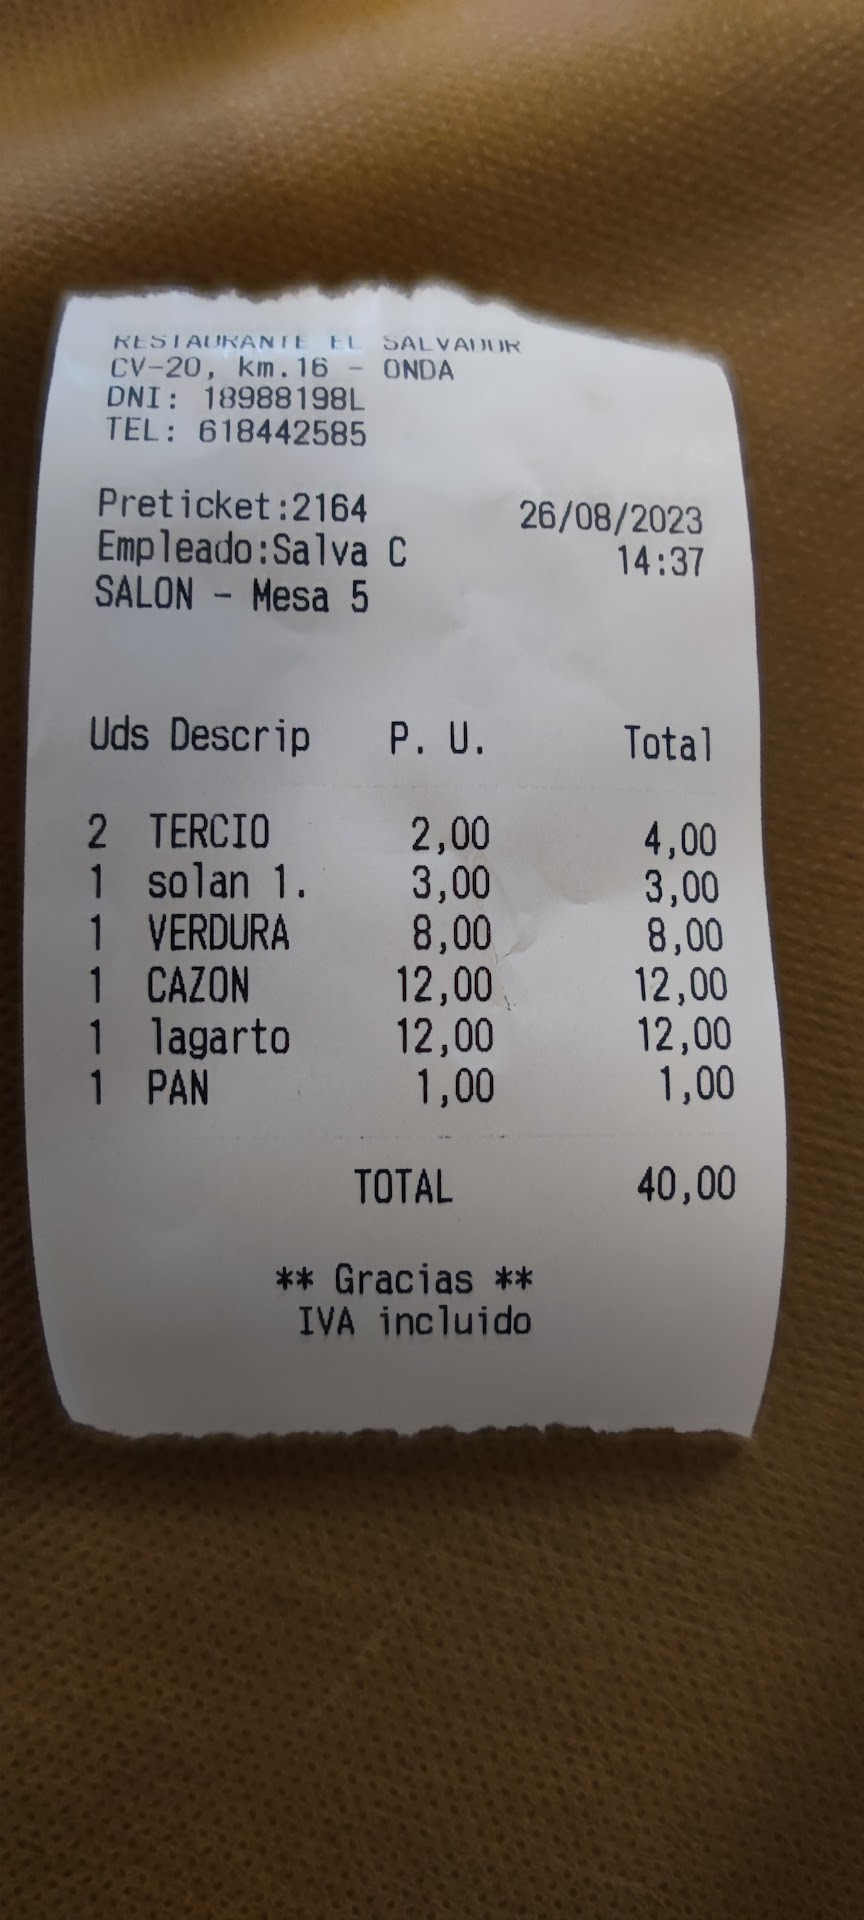 RESTAURANTE EL SALVADOR
CV-20, km.16 - ONDA
DNI: 18988198L
TEL: 618442585
Preticket:2164 26/08/2023
Empleado:Salva C 14:37
SALON - Mesa 5
Uds Descrip P. U. Total
2 TERCIO 2,00 4,00
1 solan 1. 3,00 3,00
1 VERDURA 8,00 8,00
1 CAZON 12,00 12,00
1 lagarto 12,00 12,00
1 PAN 1,00 1,00
TOTAL 40,00
** Gracias **
IVA incluido